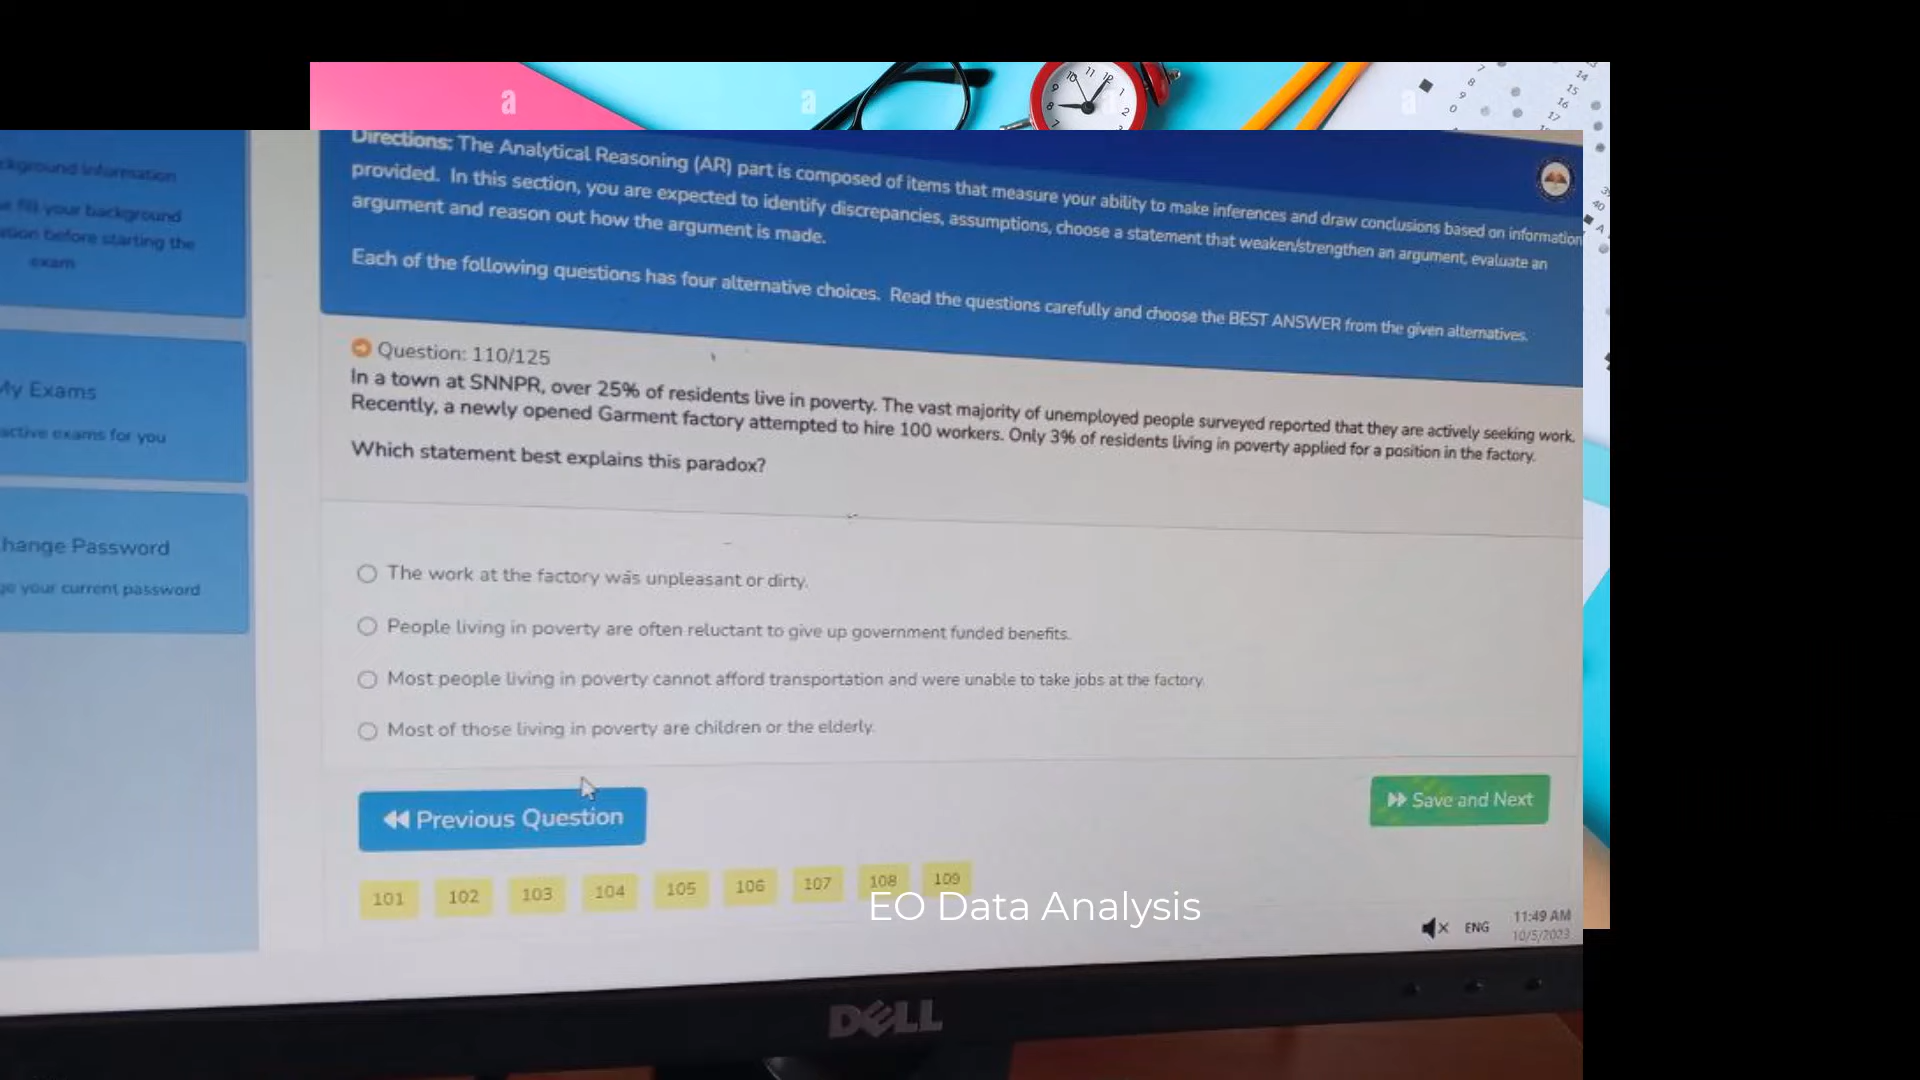 a a a
Directions: The Analytical Reasoning (AR) part is composed of items that measure your ability to make inferences and draw conclusions based on information
provided. In this section, you are expected to identify discrepancies, assumptions, choose a statement that weaken/strengthen an argument, evaluate an
argument and reason out how the argument is made.
Each of the following questions has four alternative choices. Read the questions carefully and choose the BEST ANSWER from the given alternatives.
ckground Information
fill your background
ation before starting the
exam
My Exams
active exams for you
hange Password
ge your current password
Question: 110/125
In a town at SNNPR, over 25% of residents live in poverty. The vast majority of unemployed people surveyed reported that they are actively seeking work.
Recently, a newly opened Garment factory attempted to hire 100 workers. Only 3% of residents living in poverty applied for a position in the factory.
Which statement best explains this paradox?
The work at the factory was unpleasant or dirty.
People living in poverty are often reluctant to give up government funded benefits.
Most people living in poverty cannot afford transportation and were unable to take jobs at the factory.
Most of those living in poverty are children or the elderly.
Previous Question
Save and Next
101 102 103 104 105 106 107 108 109
EO Data Analysis
ENG
11:49 AM
10/5/2023
DELL